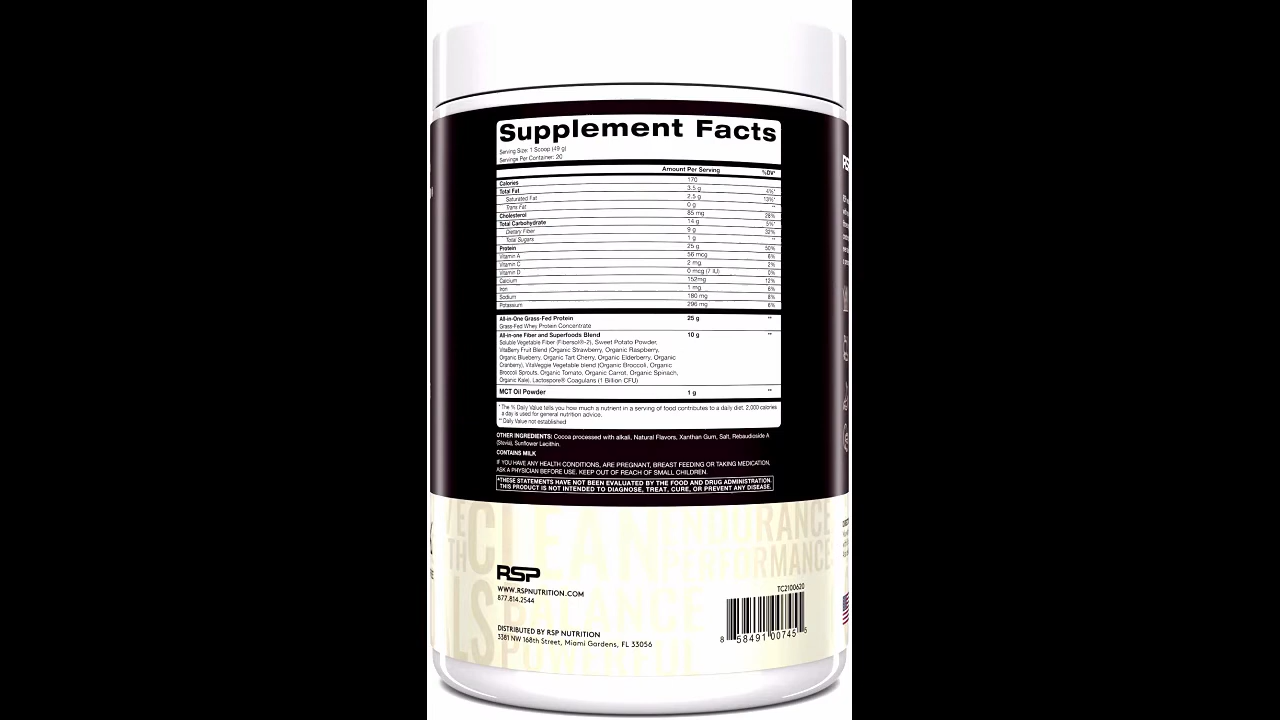 Supplement Facts
Serving Size: 1 Scoop (49 g)
Servings Per Container: 20
Amount Per Serving %DV*
Calories 170
Total Fat 3.5 g 4%*
Saturated Fat 2.5 g 13%*
Trans Fat 0 g **
Cholesterol 85 mg 28%
Total Carbohydrate 14 g 5%*
Dietary Fiber 9 g 32%
Total Sugars 1 g **
Protein 25 g 50%
Vitamin A 56 mcg 6%
Vitamin C 2 mg 2%
Vitamin D 0 mcg (7 IU) 0%
Calcium 152mg 12%
Iron 1 mg 6%
Sodium 180 mg 8%
Potassium 296 mg 6%
All-in-One Grass-Fed Protein 25 g **
Grass-Fed Whey Protein Concentrate
All-in-one Fiber and Superfoods Blend 10 g **
Soluble Vegetable Fiber (Fibersol®-2), Sweet Potato Powder,
VitaBerry Fruit Blend (Organic Strawberry, Organic Raspberry,
Organic Blueberry, Organic Tart Cherry, Organic Elderberry, Organic
Cranberry), VitaVeggie Vegetable blend (Organic Broccoli, Organic
Broccoli Sprouts, Organic Tomato, Organic Carrot, Organic Spinach,
Organic Kale), Lactospore® Coagulans (1 Billion CFU)
MCT Oil Powder 1 g **
* The % Daily Value tells you how much a nutrient in a serving of food contributes to a daily diet, 2,000 calories
a day is used for general nutrition advice.
** Daily Value not established
OTHER INGREDIENTS: Cocoa processed with alkali, Natural Flavors, Xanthan Gum, Salt, Rebaudioside A
(Stevia), Sunflower Lecithin.
CONTAINS MILK
IF YOU HAVE ANY HEALTH CONDITIONS, ARE PREGNANT, BREAST FEEDING OR TAKING MEDICATION,
ASK A PHYSICIAN BEFORE USE. KEEP OUT OF REACH OF SMALL CHILDREN.
*THESE STATEMENTS HAVE NOT BEEN EVALUATED BY THE FOOD AND DRUG ADMINISTRATION.
THIS PRODUCT IS NOT INTENDED TO DIAGNOSE, TREAT, CURE, OR PREVENT ANY DISEASE.
CLEAN ENDURANCE
PERFORMANCE
BALANCE
POWERFUL
RSP
WWW.RSPNUTRITION.COM
877.814.2544
DISTRIBUTED BY RSP NUTRITION
3381 NW 168th Street, Miami Gardens, FL 33056
TC2100620
8 58491 00745 5